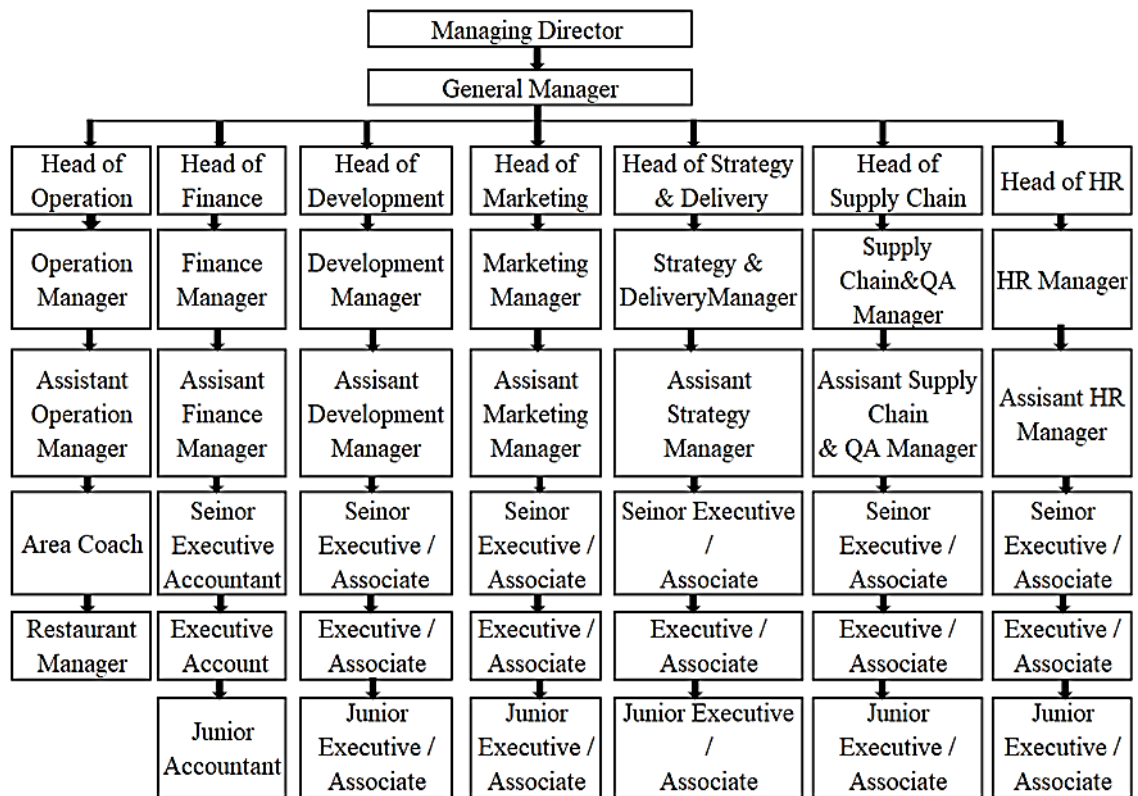 Managing Director
General Manager
Head of
Operation
Head of
Finance
Head of
Development
Head of
Marketing
Head of Strategy
& Delivery
Head of
Supply Chain
Head of HR
Operation
Manager
Finance
Manager
Development
Manager
Marketing
Manager
Strategy &
DeliveryManager
Supply
Chain&QA
Manager
HR Manager
Assistant
Operation
Manager
Assisant
Finance
Manager
Assisant
Development
Manager
Assisant
Marketing
Manager
Assisant
Strategy
Manager
Assisant Supply
Chain
& QA Manager
Assisant HR
Manager
Area Coach
Seinor
Executive
Accountant
Seinor
Executive /
Associate
Seinor
Executive /
Associate
Seinor Executive
/
Associate
Seinor
Executive /
Associate
Seinor
Executive /
Associate
Restaurant
Manager
Executive
Account
Executive /
Associate
Executive /
Associate
Executive /
Associate
Executive /
Associate
Executive /
Associate
Junior
Accountant
Junior
Executive /
Associate
Junior
Executive /
Associate
Junior Executive
/
Associate
Junior
Executive /
Associate
Junior
Executive /
Associate